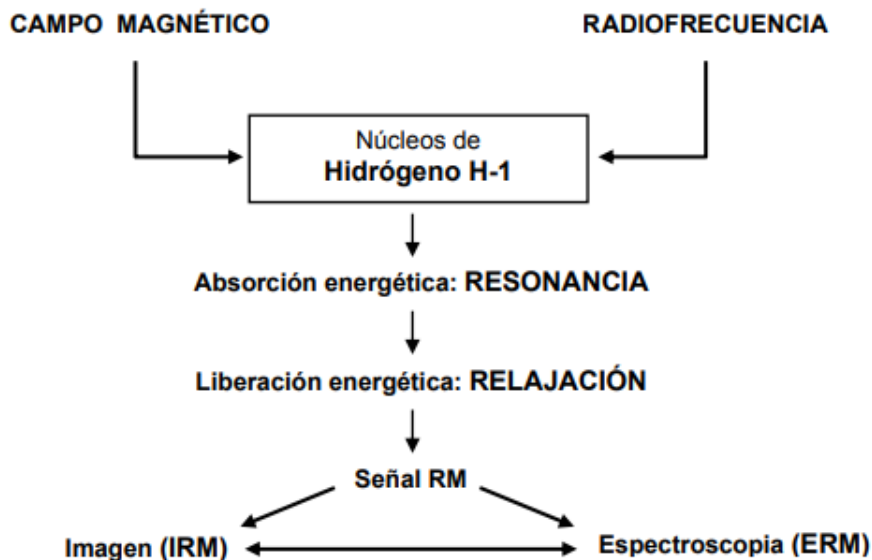 CAMPO MAGNÉTICO
RADIOFRECUENCIA
Núcleos de
Hidrógeno H-1
Absorción energética: RESONANCIA
Liberación energética: RELAJACIÓN
Señal RM
Imagen (IRM)
Espectroscopia (ERM)